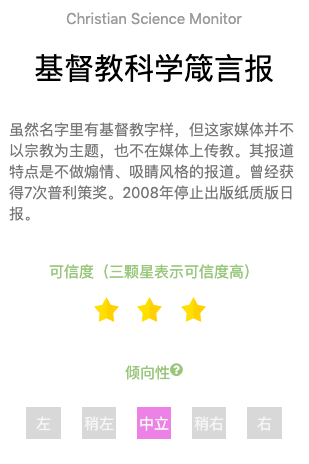 Christian Science Monitor
基督教科学箴言报
虽然名字里有基督教字样，但这家媒体并不
以宗教为主题，也不在媒体上传教。其报道
特点是不做煽情、吸睛风格的报道。曾经获
得7次普利策奖。2008年停止出版纸质版日
报。
可信度（三颗星表示可信度高）
倾向性?
左 稍左 中立 稍右 右